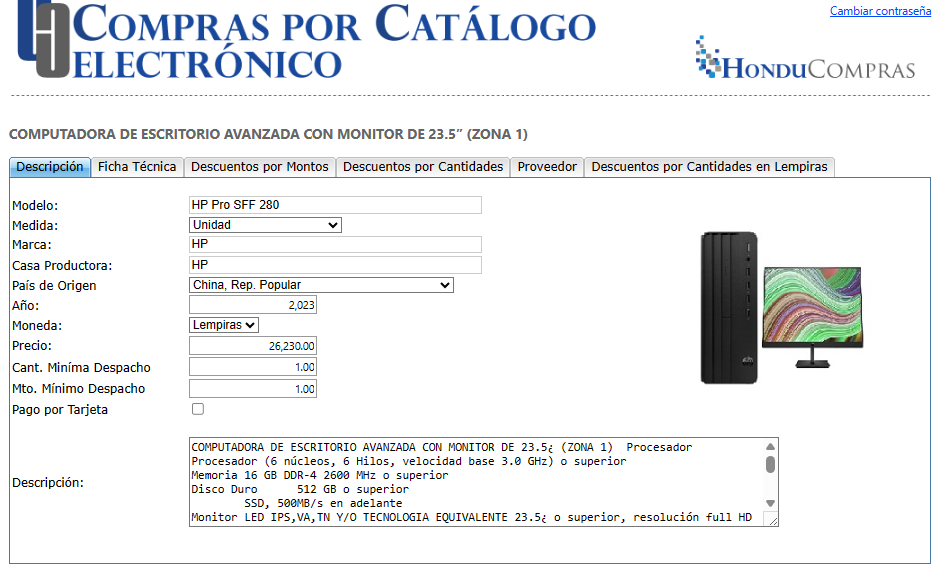 Cambiar contraseña
COMPRAS POR CATÁLOGO
ELECTRÓNICO
HONDUCOMPRAS
COMPUTADORA DE ESCRITORIO AVANZADA CON MONITOR DE 23.5” (ZONA 1)
Descripción Ficha Técnica Descuentos por Montos Descuentos por Cantidades Proveedor Descuentos por Cantidades en Lempiras
Modelo: HP Pro SFF 280
Medida: Unidad
Marca: HP
Casa Productora: HP
País de Origen China, Rep. Popular
Año: 2,023
Moneda: Lempiras
Precio: 26,230.00
Cant. Miníma Despacho 1.00
Mto. Mínimo Despacho 1.00
Pago por Tarjeta
Descripción:
COMPUTADORA DE ESCRITORIO AVANZADA CON MONITOR DE 23.5¿ (ZONA 1) Procesador
Procesador (6 núcleos, 6 Hilos, velocidad base 3.0 GHz) o superior
Memoria 16 GB DDR-4 2600 MHz o superior
Disco Duro 512 GB o superior
SSD, 500MB/s en adelante
Monitor LED IPS,VA,TN Y/O TECNOLOGIA EQUIVALENTE 23.5¿ o superior, resolución full HD